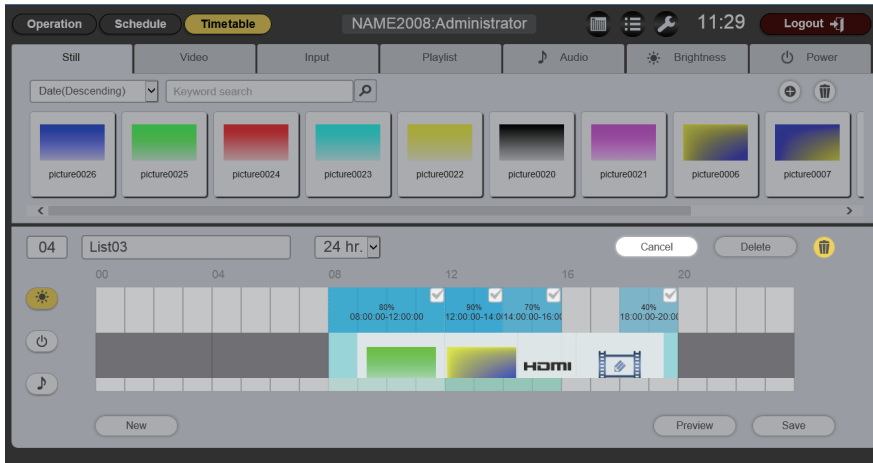 Operation Schedule Timetable NAME2008:Administrator 11:29 Logout
Still Video Input Playlist Audio Brightness Power
Date(Descending) Keyword search
picture0026 picture0025 picture0024 picture0023 picture0022 picture0020 picture0021 picture0006 picture0007
04 List03 24 hr. Cancel Delete
00 04 08 12 16 20
80% 90% 70% 40%
08:00:00-12:00:00 12:00:00-14:0 14:00:00-16:0 18:00:00-20:0
HDMI
New Preview Save